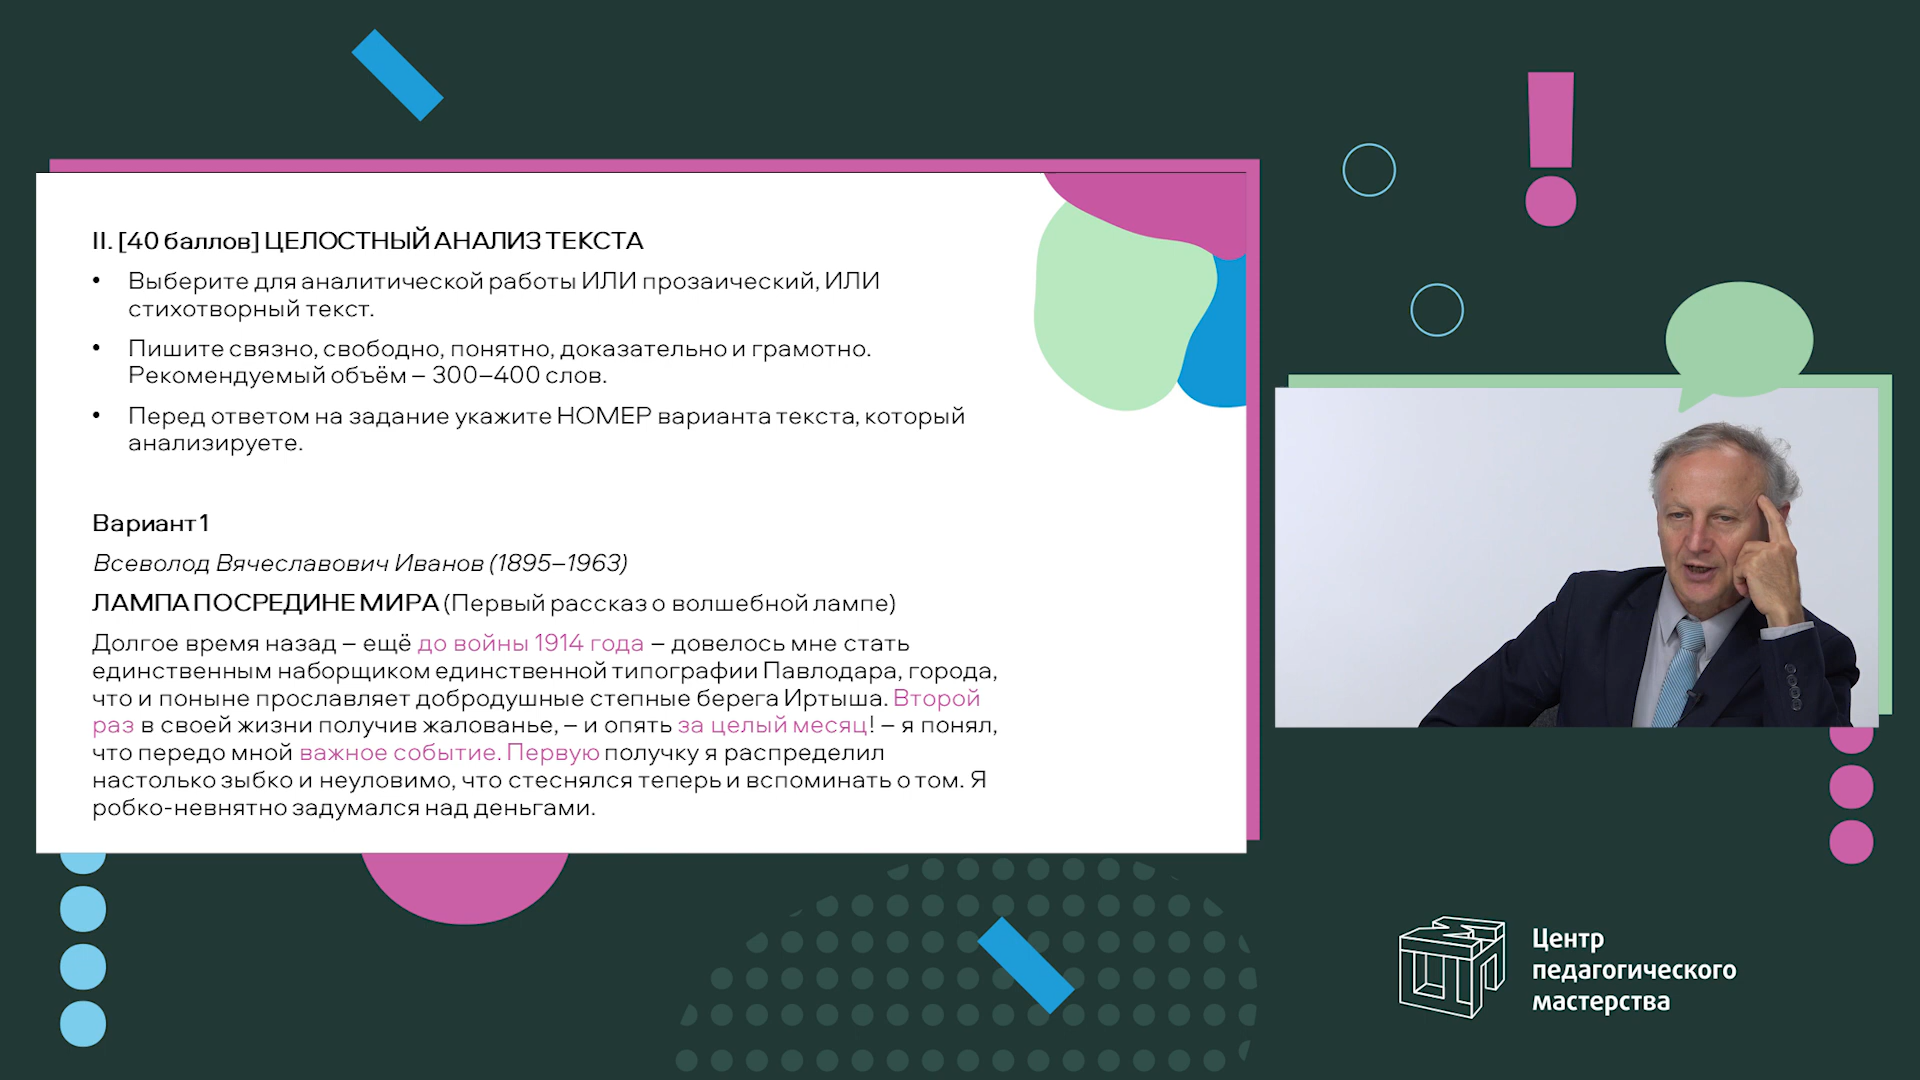 II. [40 баллов] ЦЕЛОСТНЫЙ АНАЛИЗ ТЕКСТА
• Выберите для аналитической работы ИЛИ прозаический, ИЛИ
стихотворный текст.
• Пишите связно, свободно, понятно, доказательно и грамотно.
Рекомендуемый объём – 300–400 слов.
• Перед ответом на задание укажите НОМЕР варианта текста, который
анализируете.
Вариант 1
Всеволод Вячеславович Иванов (1895–1963)
ЛАМПА ПОСРЕДИНЕ МИРА (Первый рассказ о волшебной лампе)
Долгое время назад – ещё до войны 1914 года – довелось мне стать
единственным наборщиком единственной типографии Павлодара, города,
что и поныне прославляет добродушные степные берега Иртыша. Второй
раз в своей жизни получив жалованье, – и опять за целый месяц! – я понял,
что передо мной важное событие. Первую получку я распределил
настолько зыбко и неуловимо, что стеснялся теперь и вспоминать о том. Я
робко-невнятно задумался над деньгами.
Центр
педагогического
мастерства